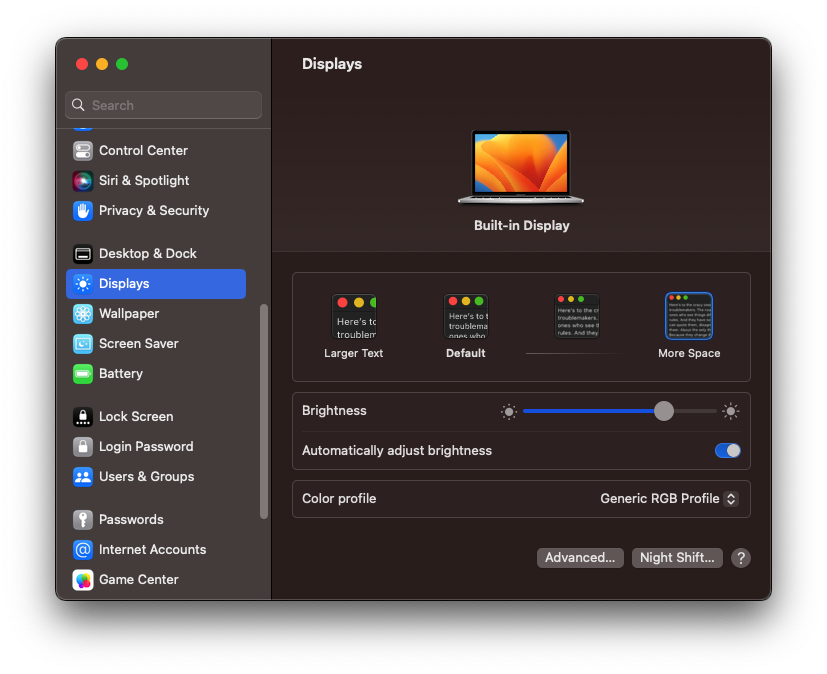 Displays
Search
Control Center
Siri & Spotlight
Privacy & Security
Desktop & Dock
Displays
Wallpaper
Screen Saver
Battery
Lock Screen
Login Password
Users & Groups
Passwords
Internet Accounts
Game Center
Built-in Display
Here's to
troublem
Larger Text
Here's to t
troublema
ones who
Default
Here's to the cr
troublemakers.
ones who see t
rules. And they
Here's to the crazy one
troublemakers. The rou
ones who see things dif
rules. And they have no
can quote them, disagr
them. About the only th
Because they change t
More Space
Brightness
Automatically adjust brightness
Color profile
Generic RGB Profile
Advanced...
Night Shift...
?